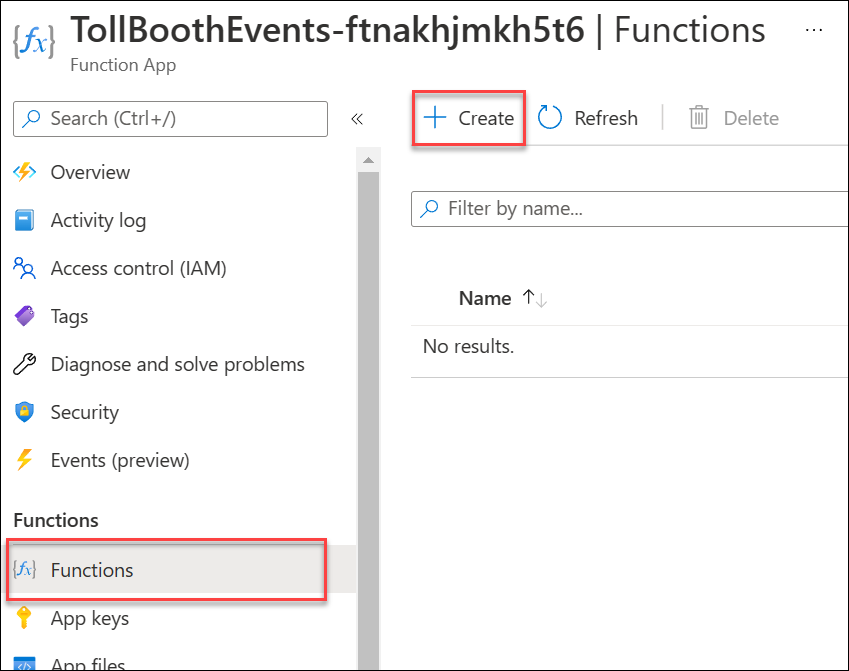 TollBoothEvents-ftnakhjmkh5t6 | Functions ...
Function App
Search (Ctrl+/) «
+ Create Refresh Delete
Overview
Activity log
Access control (IAM)
Tags
Diagnose and solve problems
Security
Events (preview)
Functions
{fx} Functions
App keys
App files
Filter by name...
Name ↑↓
No results.